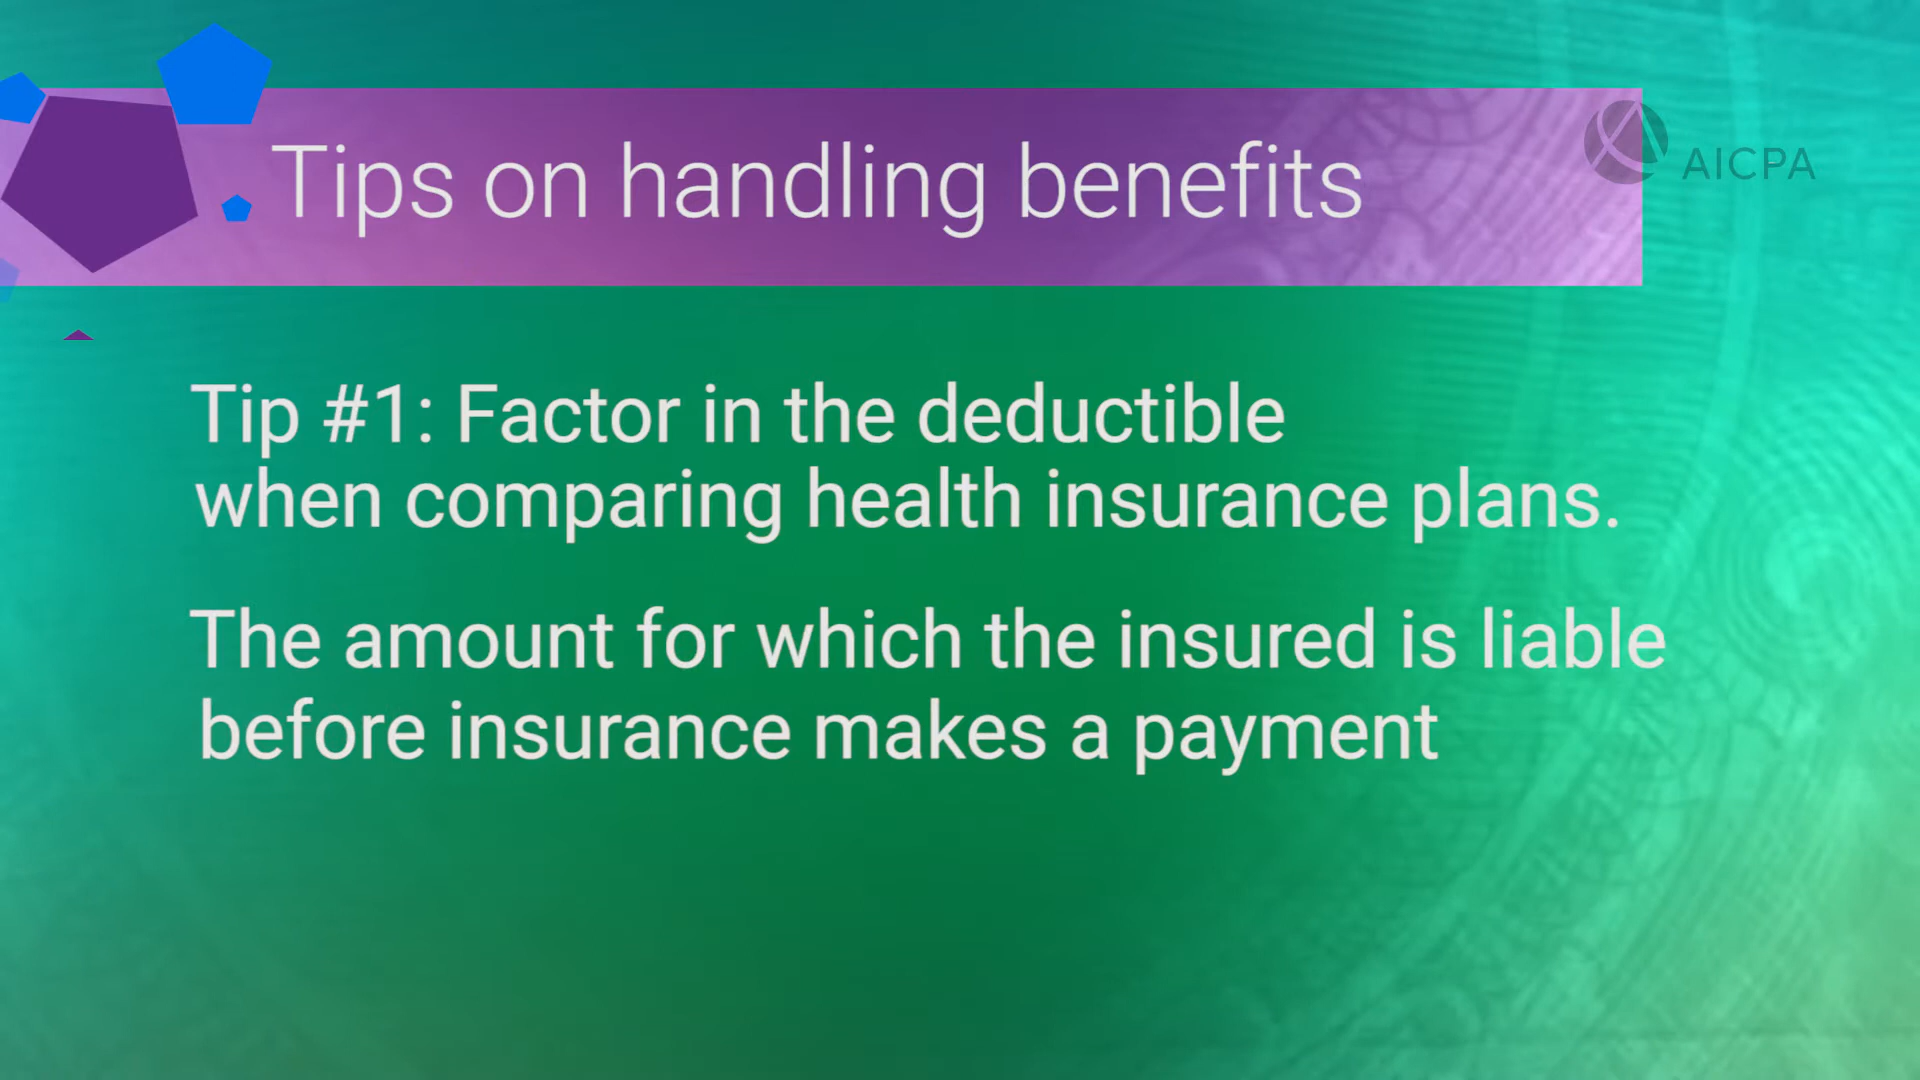 Tips on handling benefits
AICPA
Tip #1: Factor in the deductible
when comparing health insurance plans.
The amount for which the insured is liable
before insurance makes a payment